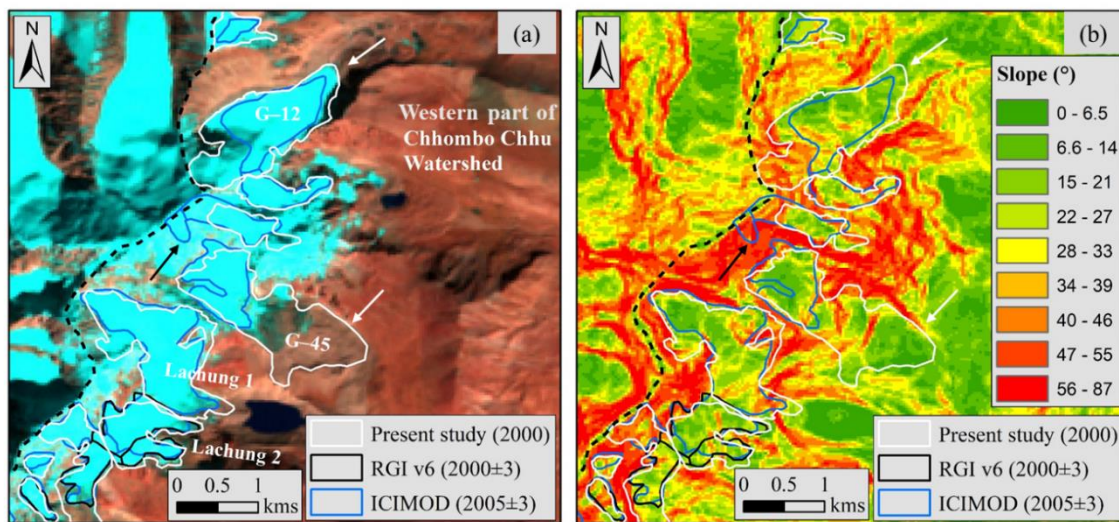 N
(a)
G–12
Western part of
Chhombo Chhu
Watershed
G–45
Lachung 1
Lachung 2
0 0.5 1
kms
Present study (2000)
RGI v6 (2000±3)
ICIMOD (2005±3)
N
(b)
Slope (°)
0 - 6.5
6.6 - 14
15 - 21
22 - 27
28 - 33
34 - 39
40 - 46
47 - 55
56 - 87
0 0.5 1
kms
Present study (2000)
RGI v6 (2000±3)
ICIMOD (2005±3)